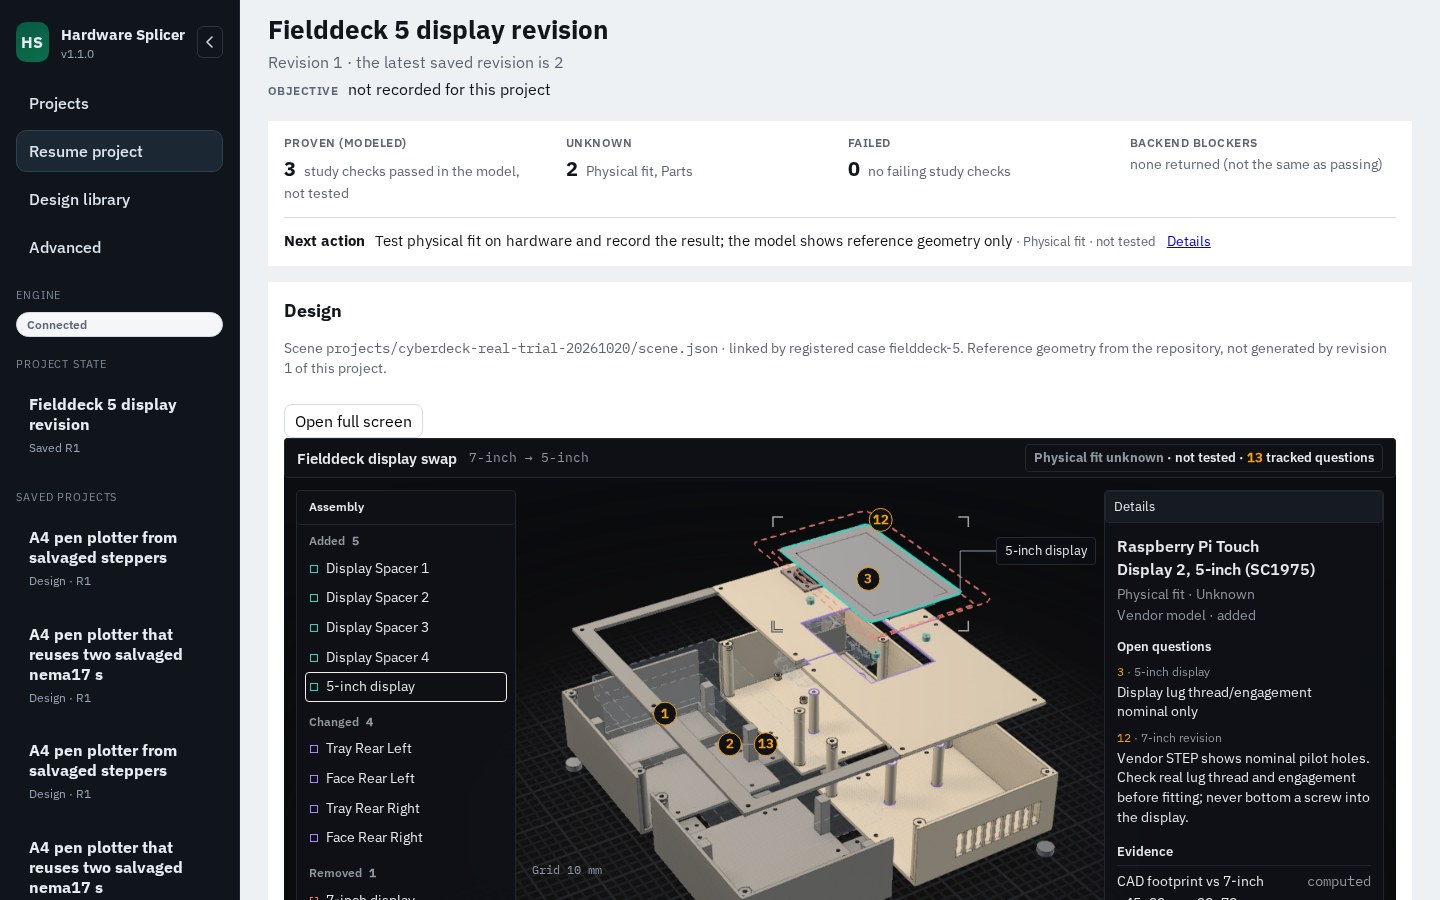 HS
Hardware Splicer
v1.1.0
Projects
Resume project
Design library
Advanced
ENGINE
Connected
PROJECT STATE
Fielddeck 5 display
revision
Saved R1
SAVED PROJECTS
A4 pen plotter from
salvaged steppers
Design · R1
A4 pen plotter that
reuses two salvaged
nema17 s
Design · R1
A4 pen plotter from
salvaged steppers
Design · R1
A4 pen plotter that
reuses two salvaged
nema17 s
Fielddeck 5 display revision
Revision 1 · the latest saved revision is 2
OBJECTIVE not recorded for this project
PROVEN (MODELED)
3 study checks passed in the model,
not tested
UNKNOWN
2 Physical fit, Parts
FAILED
0 no failing study checks
BACKEND BLOCKERS
none returned (not the same as passing)
Next action Test physical fit on hardware and record the result; the model shows reference geometry only · Physical fit · not tested Details
Design
Scene projects/cyberdeck-real-trial-20261020/scene.json · linked by registered case fielddeck-5. Reference geometry from the repository, not generated by revision
1 of this project.
Open full screen
Fielddeck display swap 7-inch → 5-inch
Physical fit unknown · not tested · 13 tracked questions
Assembly
Added 5
Display Spacer 1
Display Spacer 2
Display Spacer 3
Display Spacer 4
5-inch display
Changed 4
Tray Rear Left
Face Rear Left
Tray Rear Right
Face Rear Right
Removed 1
7-inch display
12
3
5-inch display
1
2
13
Grid 10 mm
Details
Raspberry Pi Touch
Display 2, 5-inch (SC1975)
Physical fit · Unknown
Vendor model · added
Open questions
3 · 5-inch display
Display lug thread/engagement
nominal only
12 · 7-inch revision
Vendor STEP shows nominal pilot holes.
Check real lug thread and engagement
before fitting; never bottom a screw into
the display.
Evidence
CAD footprint vs 7-inch computed